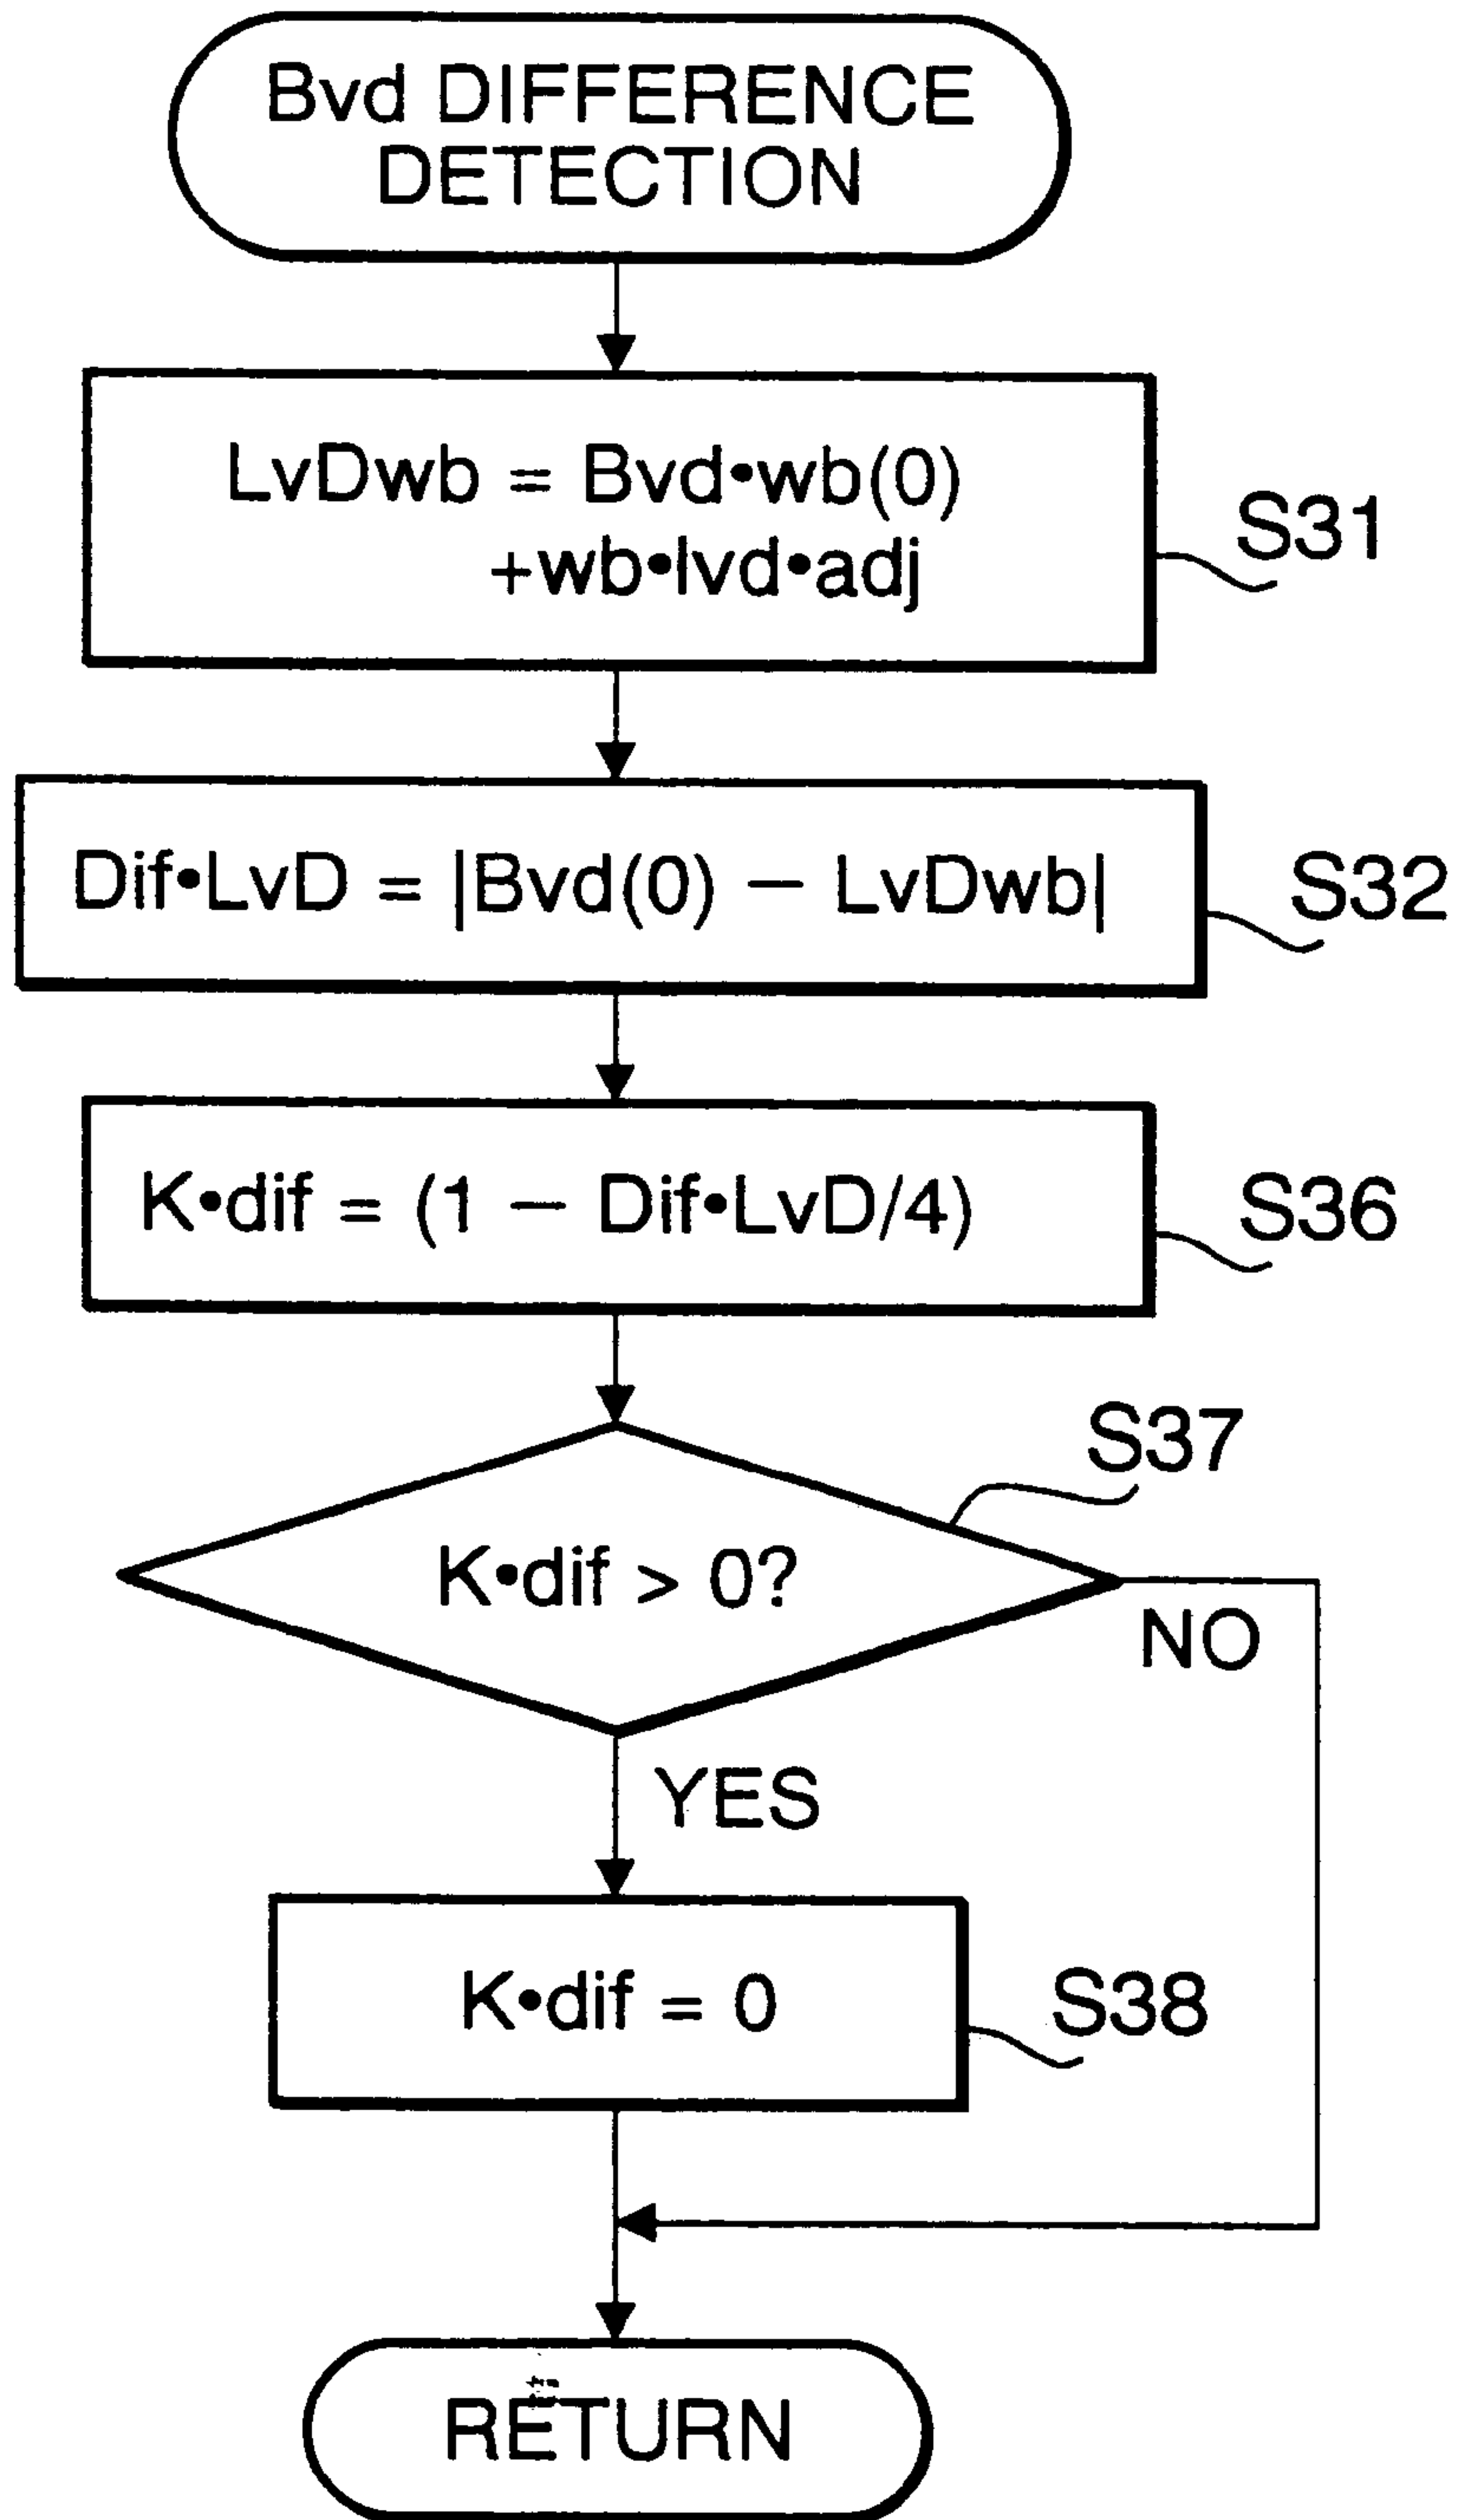 Bvd DIFFERENCE
DETECTION
LvDwb = Bvd•wb(0)
+wb•lvd•adj
S31
Dif•LvD = |Bvd(0) − LvDwb|
S32
K•dif = (1 − Dif•LvD/4)
S36
S37
K•dif > 0?
NO
YES
K•dif = 0
S38
RETURN